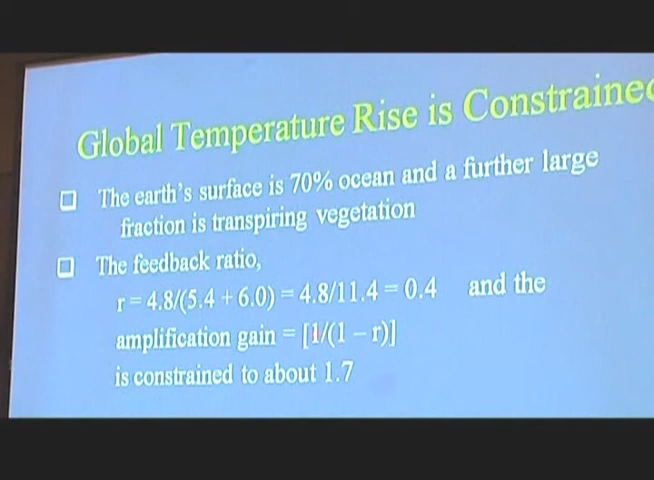 Global Temperature Rise is Constrained
The earth's surface is 70% ocean and a further large
fraction is transpiring vegetation
The feedback ratio,
r = 4.8/(5.4 + 6.0) = 4.8/11.4 = 0.4 and the
amplification gain = [1/(1 – r)]
is constrained to about 1.7